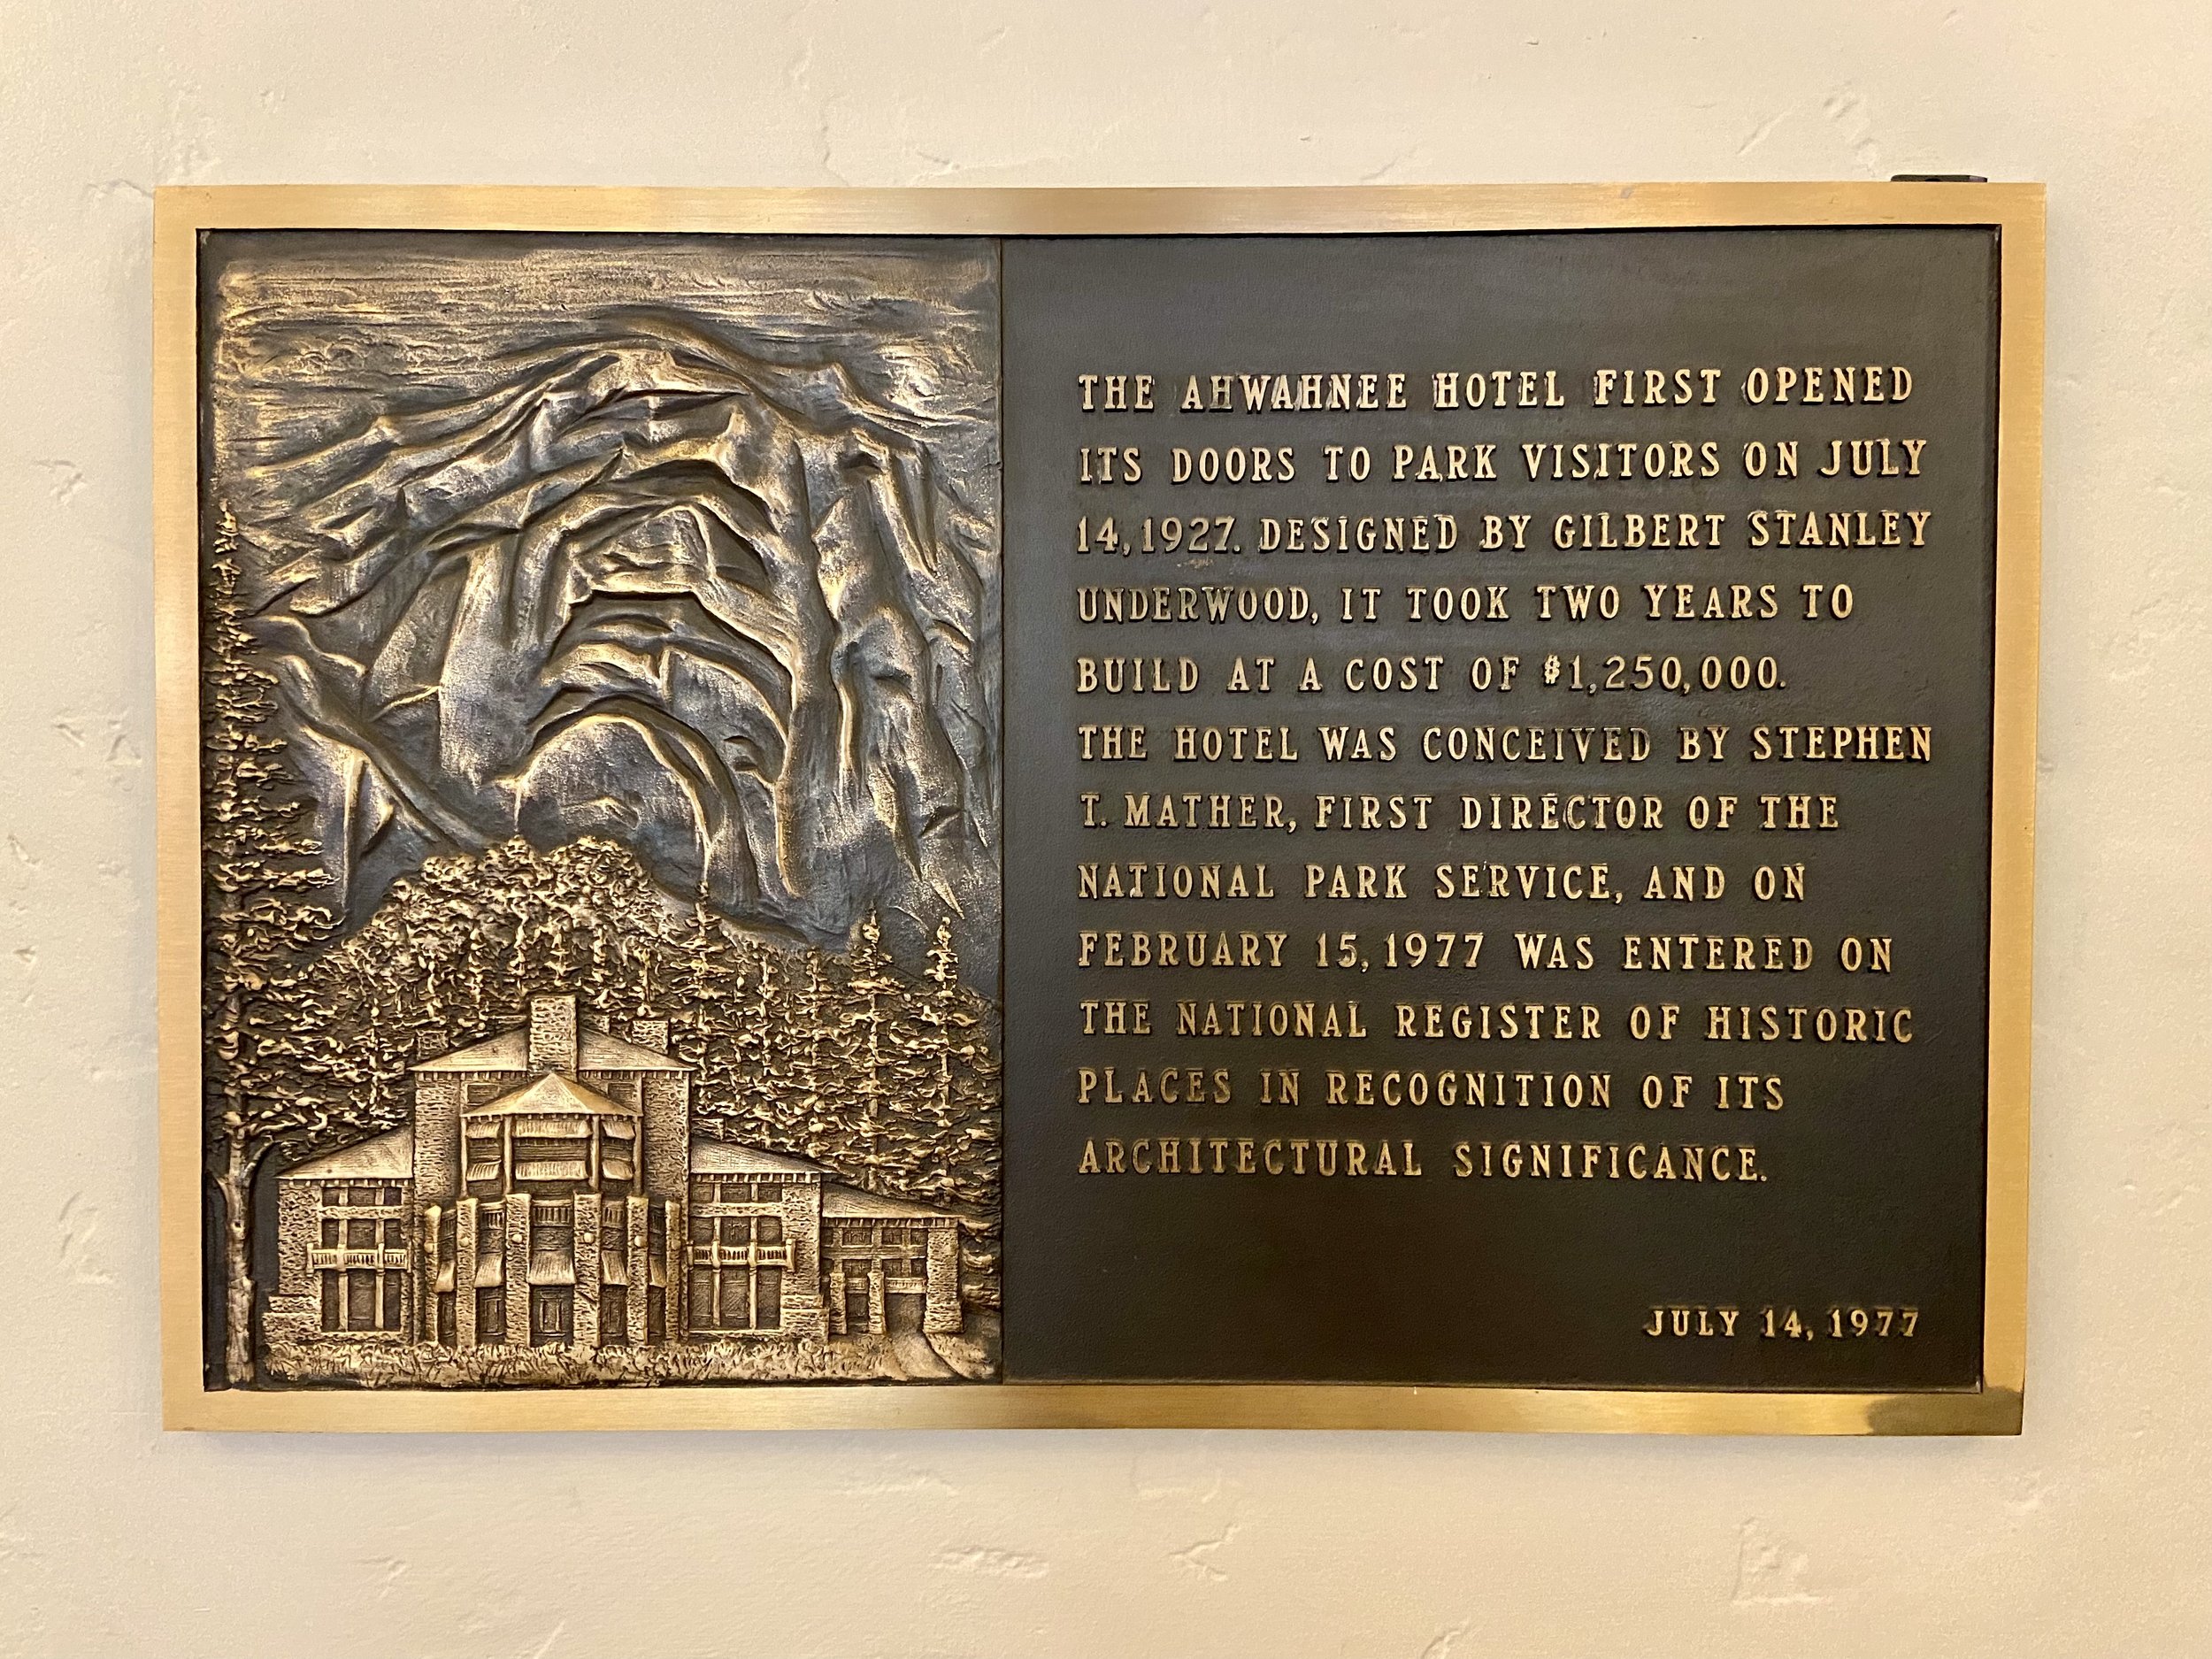 THE AHWAHNEE HOTEL FIRST OPENED
ITS DOORS TO PARK VISITORS ON JULY
14, 1927. DESIGNED BY GILBERT STANLEY
UNDERWOOD, IT TOOK TWO YEARS TO
BUILD AT A COST OF $1,250,000.
THE HOTEL WAS CONCEIVED BY STEPHEN
T. MATHER, FIRST DIRECTOR OF THE
NATIONAL PARK SERVICE, AND ON
FEBRUARY 15, 1977 WAS ENTERED ON
THE NATIONAL REGISTER OF HISTORIC
PLACES IN RECOGNITION OF ITS
ARCHITECTURAL SIGNIFICANCE.
JULY 14, 1977